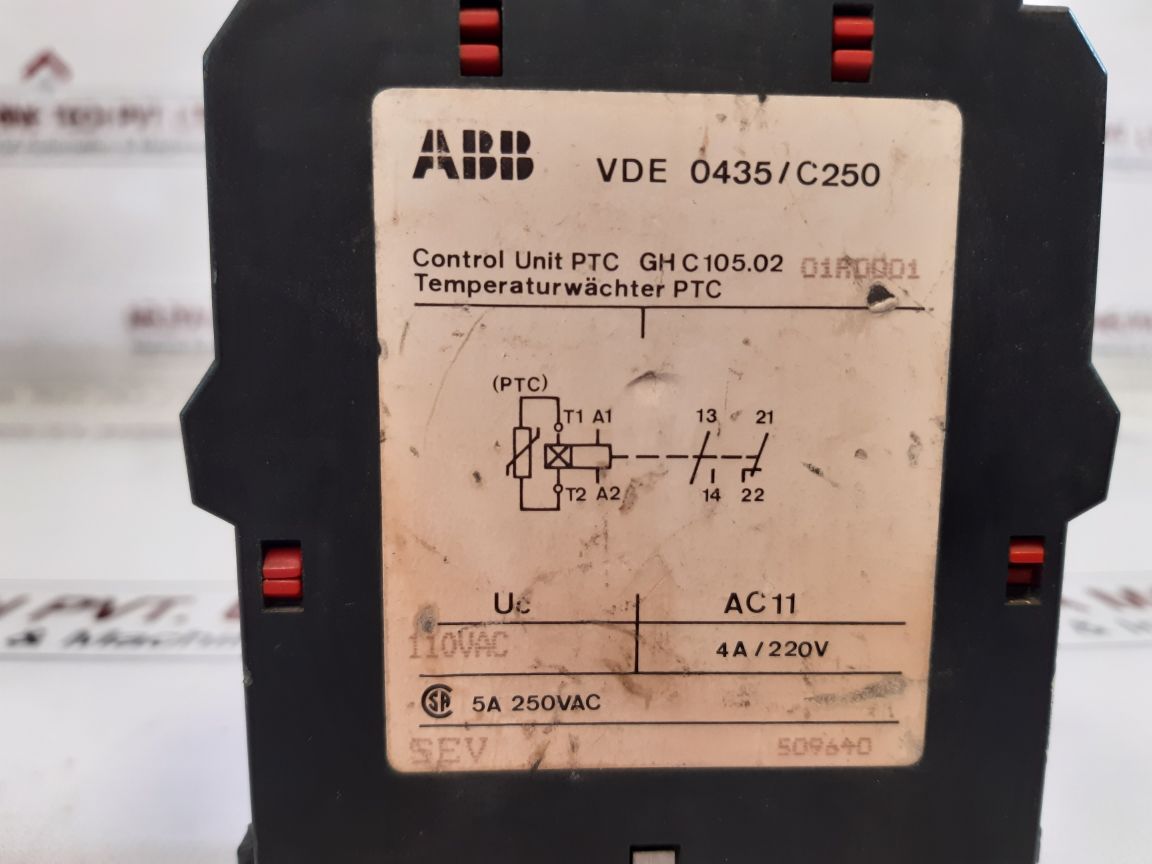 ABB VDE 0435/C250
Control Unit PTC GH C105.02 01R0001
Temperaturwächter PTC
(PTC)
T1 A1 13 21
T2 A2 14 22
Uc AC11
110VAC 4A/220V
SA 5A 250VAC
SEV 509640